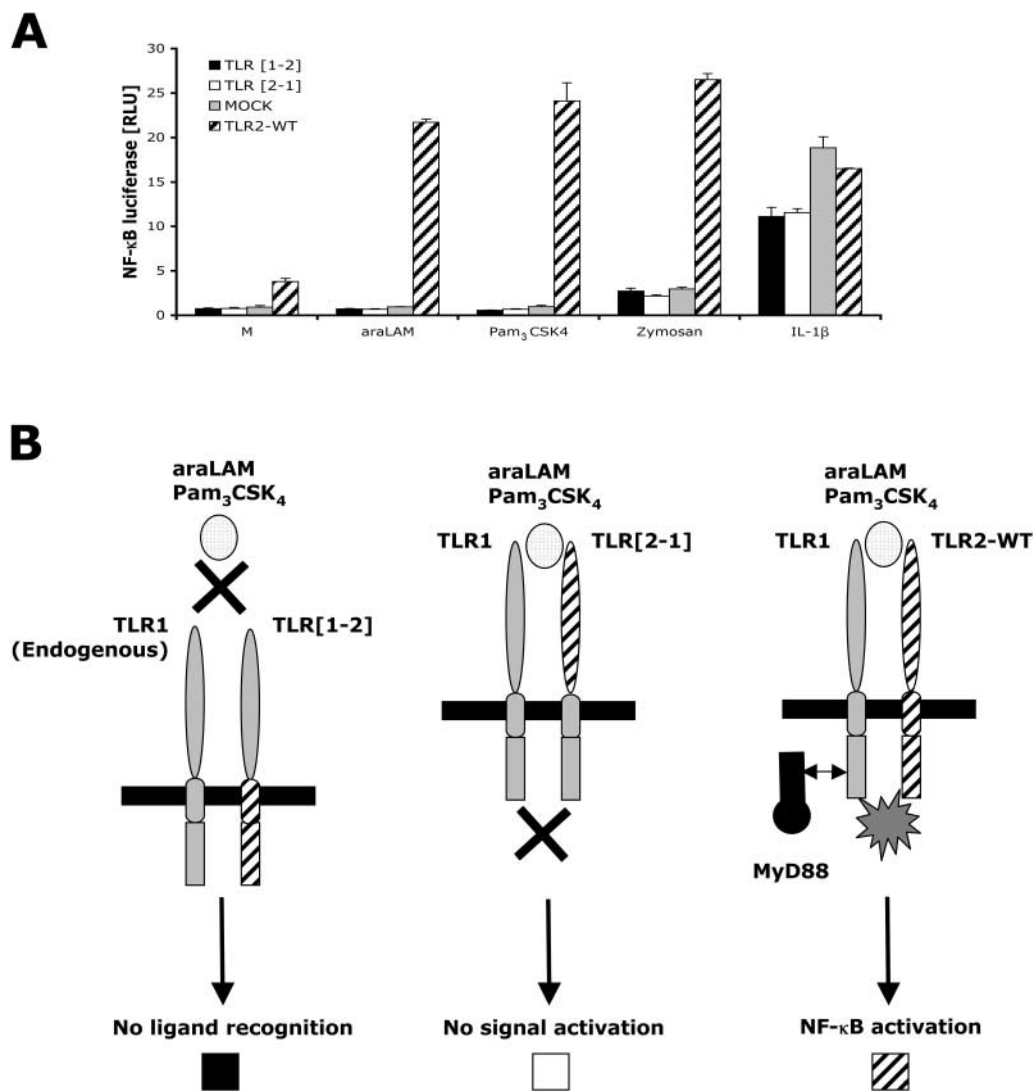 A
30
25
20
15
10
5
0
NF-κB luciferase [RLU]
TLR [1-2]
TLR [2-1]
MOCK
TLR2-WT
M
araLAM
Pam₃CSK4
Zymosan
IL-1β
B
araLAM
Pam₃CSK₄
TLR1
(Endogenous)
TLR[1-2]
No ligand recognition
araLAM
Pam₃CSK₄
TLR1
TLR[2-1]
No signal activation
araLAM
Pam₃CSK₄
TLR1
TLR2-WT
MyD88
NF-κB activation